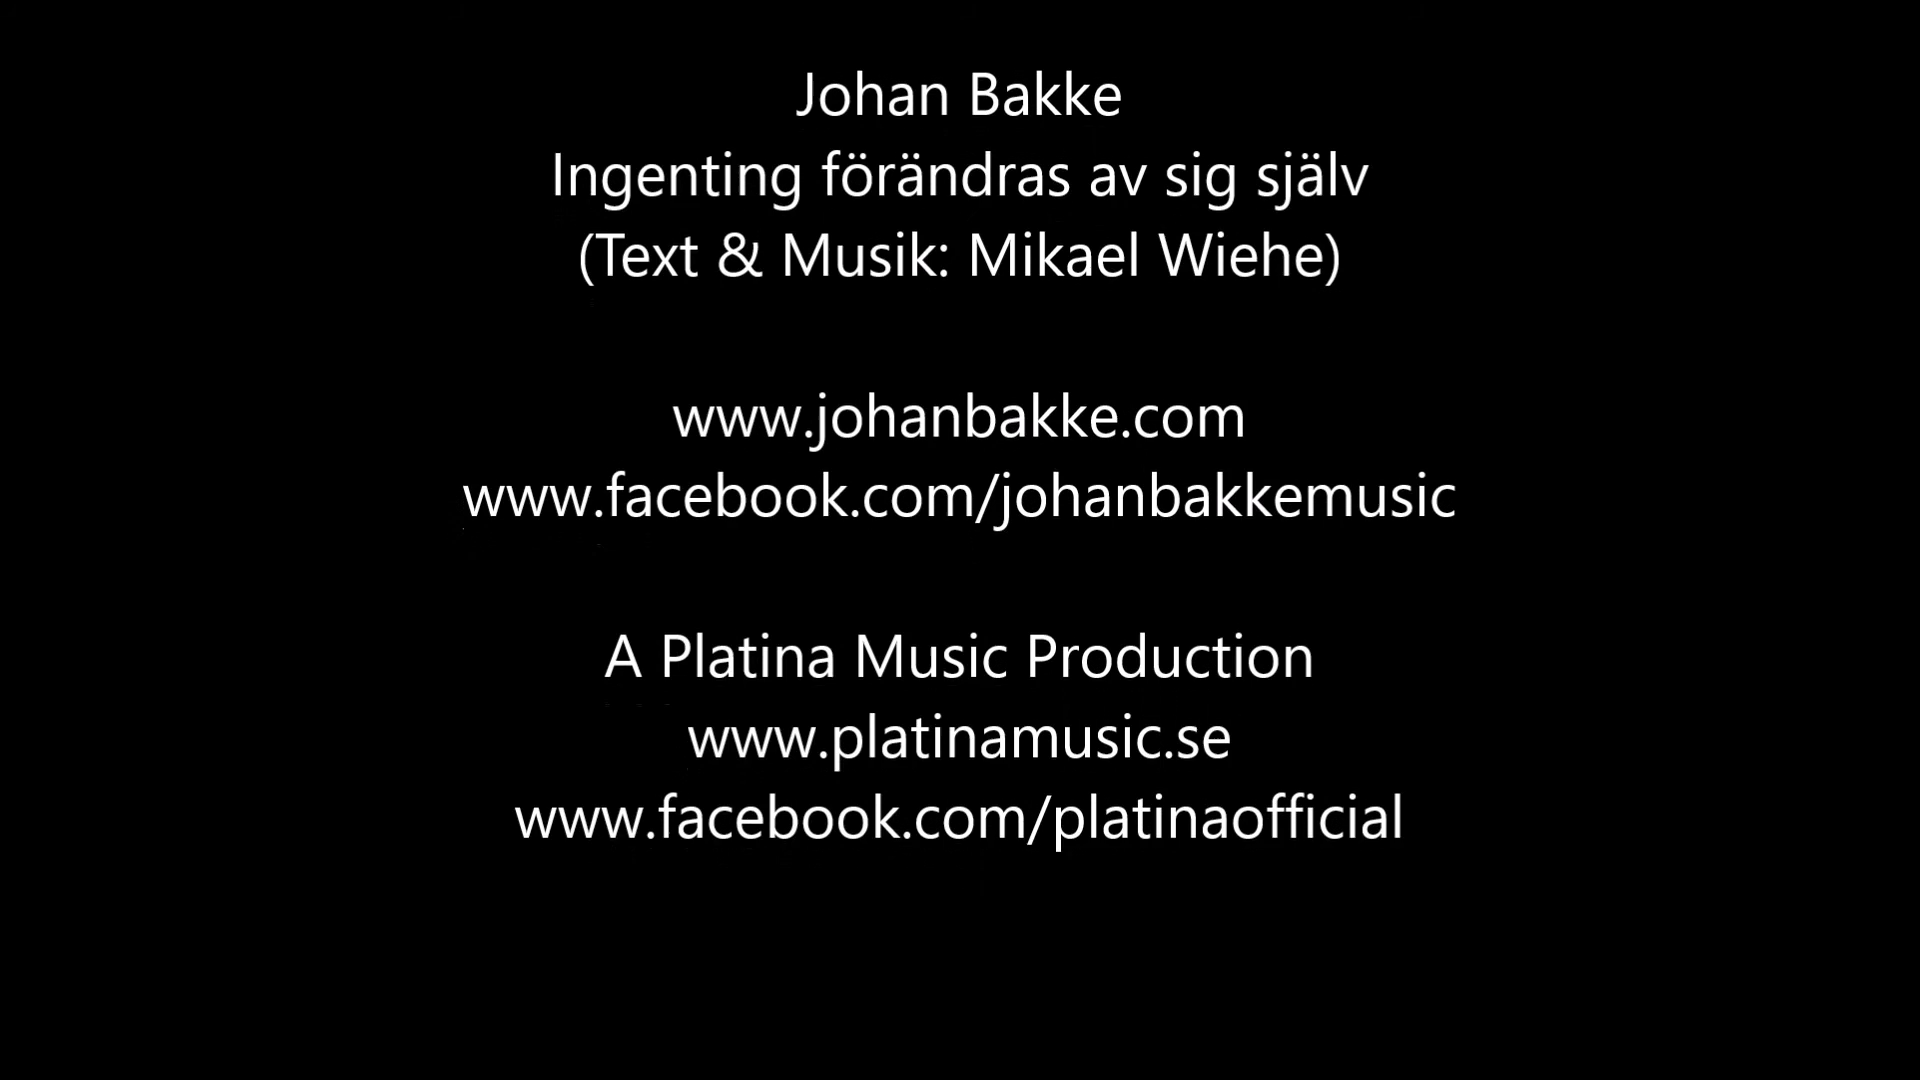 Johan Bakke
Ingenting förändras av sig själv
(Text & Musik: Mikael Wiehe)
www.johanbakke.com
www.facebook.com/johanbakkemusic
A Platina Music Production
www.platinamusic.se
www.facebook.com/platinaofficial